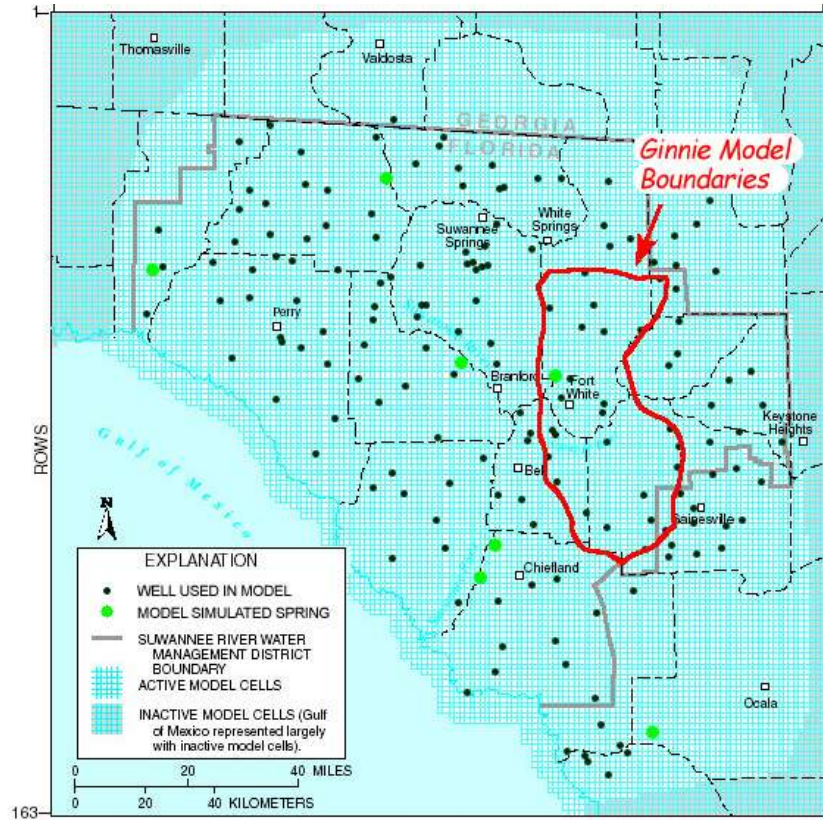 1
Thomasville
Valdosta
GEORGIA
FLORIDA
Ginnie Model
Boundaries
White
Springs
Suwannee
Springs
Perry
Branford
Fort
White
Keystone
Heights
ROWS
Gulf of Mexico
Bell
Gainesville
N
Chielland
EXPLANATION
WELL USED IN MODEL
MODEL SIMULATED SPRING
SUWANNEE RIVER WATER
MANAGEMENT DISTRICT
BOUNDARY
ACTIVE MODEL CELLS
INACTIVE MODEL CELLS (Gulf
of Mexico represented largely
with inactive model cells).
Ocala
0 20 40 MILES
0 20 40 KILOMETERS
163